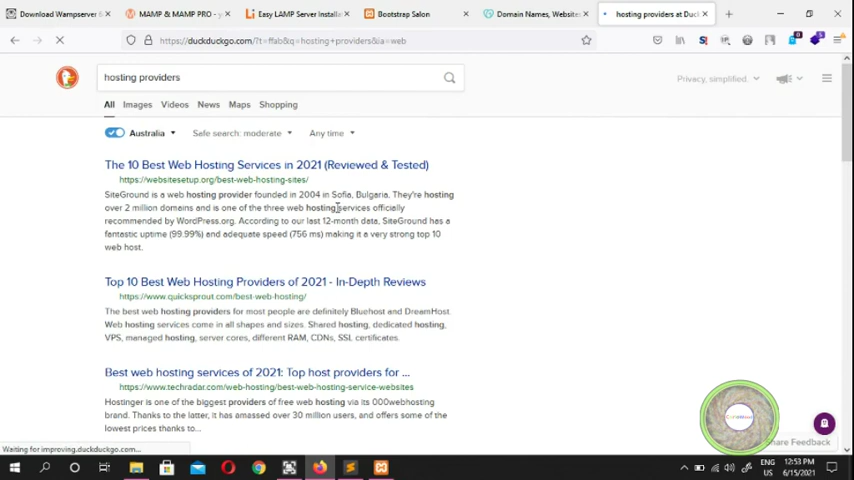 Download Wampserver 6
MAMP & MAMP PRO - y
Easy LAMP Server Insta
Bootstrap Salon
Domain Names, Website
hosting providers at Duc
https://duckduckgo.com/?t=ffab&q=hosting+providers&ia=web
hosting providers
Privacy, simplified.
All Images Videos News Maps Shopping
Australia Safe search: moderate Any time
The 10 Best Web Hosting Services in 2021 (Reviewed & Tested)
https://websitesetup.org/best-web-hosting-sites/
SiteGround is a web hosting provider founded in 2004 in Sofia, Bulgaria. They're hosting
over 2 million domains and is one of the three web hosting services officially
recommended by WordPress.org. According to our last 12-month data, SiteGround has a
fantastic uptime (99.99%) and adequate speed (756 ms) making it a very strong top 10
web host.
Top 10 Best Web Hosting Providers of 2021 - In-Depth Reviews
https://www.quicksprout.com/best-web-hosting/
The best web hosting providers for most people are definitely Bluehost and DreamHost.
Web hosting services come in all shapes and sizes. Shared hosting, dedicated hosting,
VPS, managed hosting, server cores, different RAM, CDNs, SSL certificates.
Best web hosting services of 2021: Top host providers for ...
https://www.techradar.com/web-hosting/best-web-hosting-service-websites
Hostinger is one of the biggest providers of free web hosting via its 000webhosting
brand. Thanks to the latter, it has amassed over 30 million users, and offers some of the
lowest prices thanks to...
Share Feedback
Waiting for improving.duckduckgo.com...
ENG
US
12:53 PM
6/15/2021